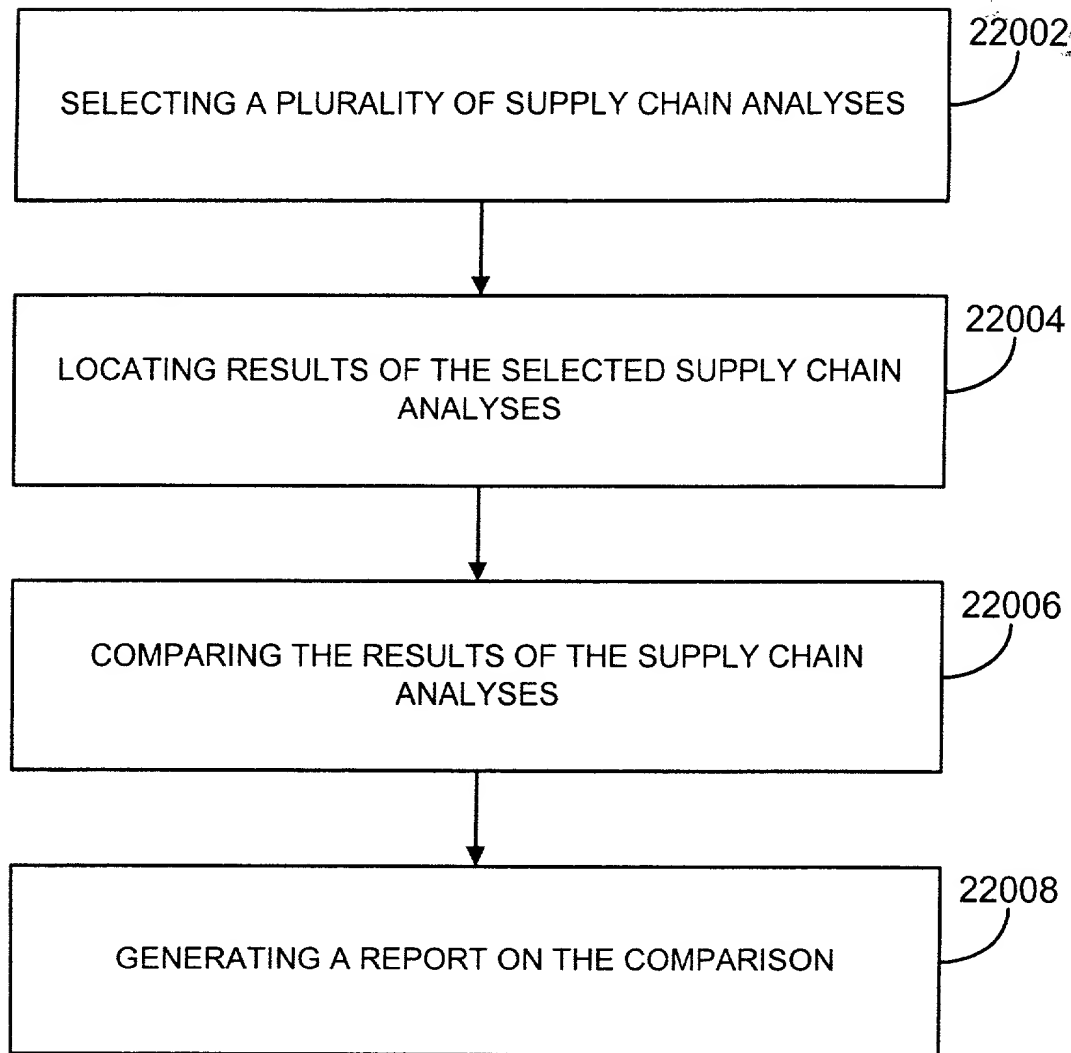 22002
SELECTING A PLURALITY OF SUPPLY CHAIN ANALYSES
22004
LOCATING RESULTS OF THE SELECTED SUPPLY CHAIN
ANALYSES
22006
COMPARING THE RESULTS OF THE SUPPLY CHAIN
ANALYSES
22008
GENERATING A REPORT ON THE COMPARISON